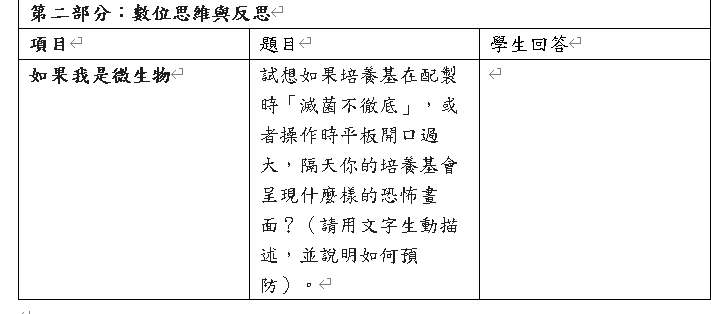 第二部分：數位思維與反思
項目
題目
學生回答
如果我是微生物
試想如果培養基在配製
時「滅菌不徹底」，或
者操作時平板開口過
大，隔天你的培養基會
呈現什麼樣的恐怖畫
面？（請用文字生動描
述，並說明如何預
防）。